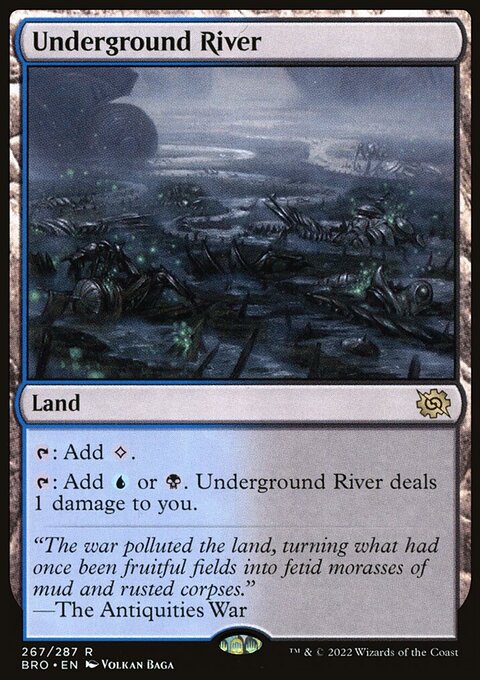 Underground River
Land
: Add .
: Add or . Underground River deals
1 damage to you.
“The war polluted the land, turning what had
once been fruitful fields into fetid morasses of
mud and rusted corpses.”
—The Antiquities War
267/287 R
BRO • EN Volkan Baga
™ & © 2022 Wizards of the Coast